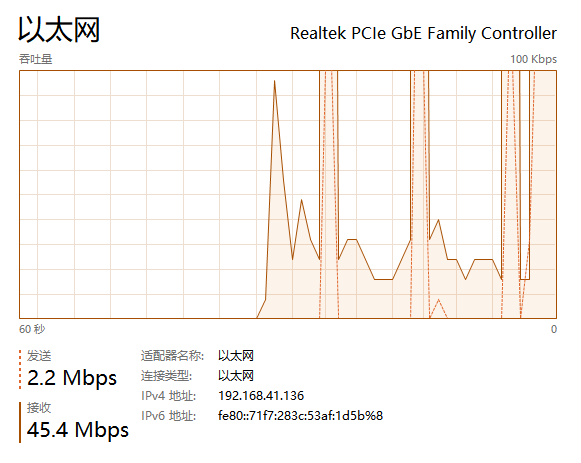 以太网
Realtek PCIe GbE Family Controller
吞吐量
100 Kbps
60 秒
0
发送
2.2 Mbps
接收
45.4 Mbps
适配器名称: 以太网
连接类型: 以太网
IPv4 地址: 192.168.41.136
IPv6 地址: fe80::71f7:283c:53af:1d5b%8